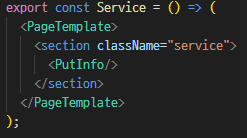 export const Service = () => (
  <PageTemplate>
    <section className="service">
      <PutInfo/>
    </section>
  </PageTemplate>
);